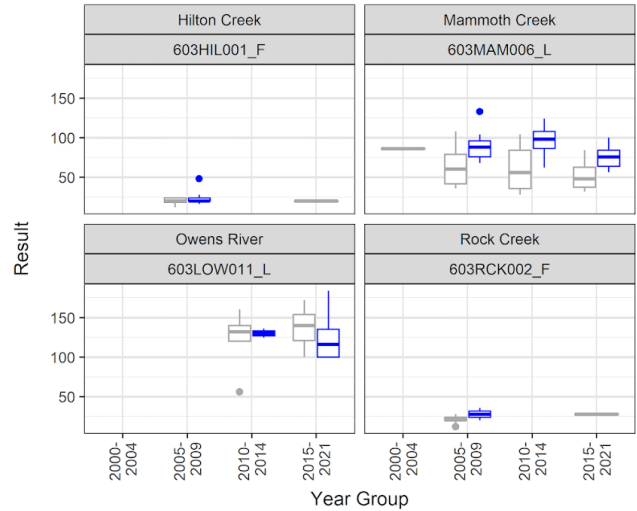 Hilton Creek
Mammoth Creek
603HIL001_F
603MAM006_L
150
100
50
Owens River
Rock Creek
603LOW011_L
603RCK002_F
150
100
50
Result
2000-
2004
2005-
2009
2010-
2014
2015-
2021
2000-
2004
2005-
2009
2010-
2014
2015-
2021
Year Group